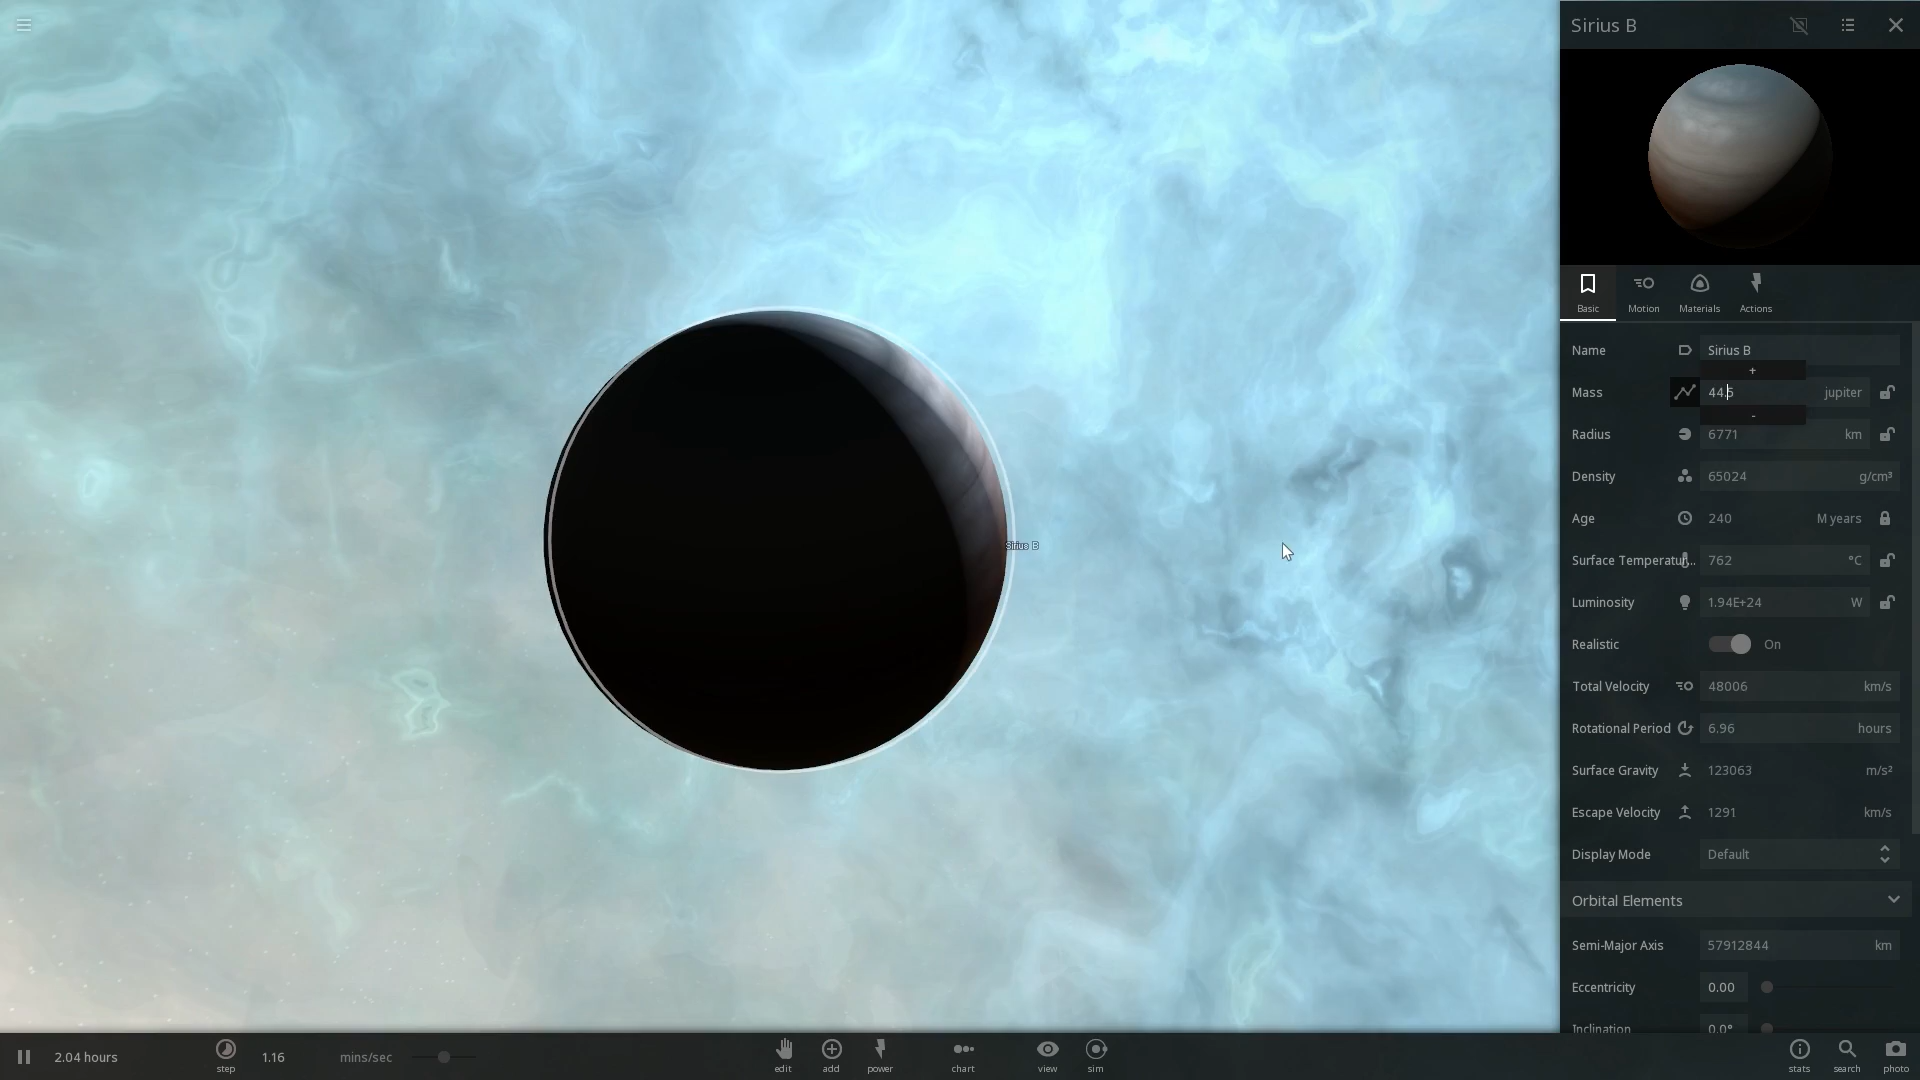 Sirius B
Basic
Motion
Materials
Actions
Name Sirius B
+
Mass 44.5 jupiter
-
Radius 6771 km
Density 65024 g/cm³
Age 240 M years
Surface Temperatur... 762 °C
Luminosity 1.94E+24 W
Realistic On
Total Velocity 48006 km/s
Rotational Period 6.96 hours
Surface Gravity 123063 m/s²
Escape Velocity 1291 km/s
Display Mode Default
Orbital Elements
Semi-Major Axis 57912844 km
Eccentricity 0.00
Inclination 0.0°
Sirius B
2.04 hours
step
1.16 mins/sec
edit
add
power
chart
view
sim
stats
search
photo